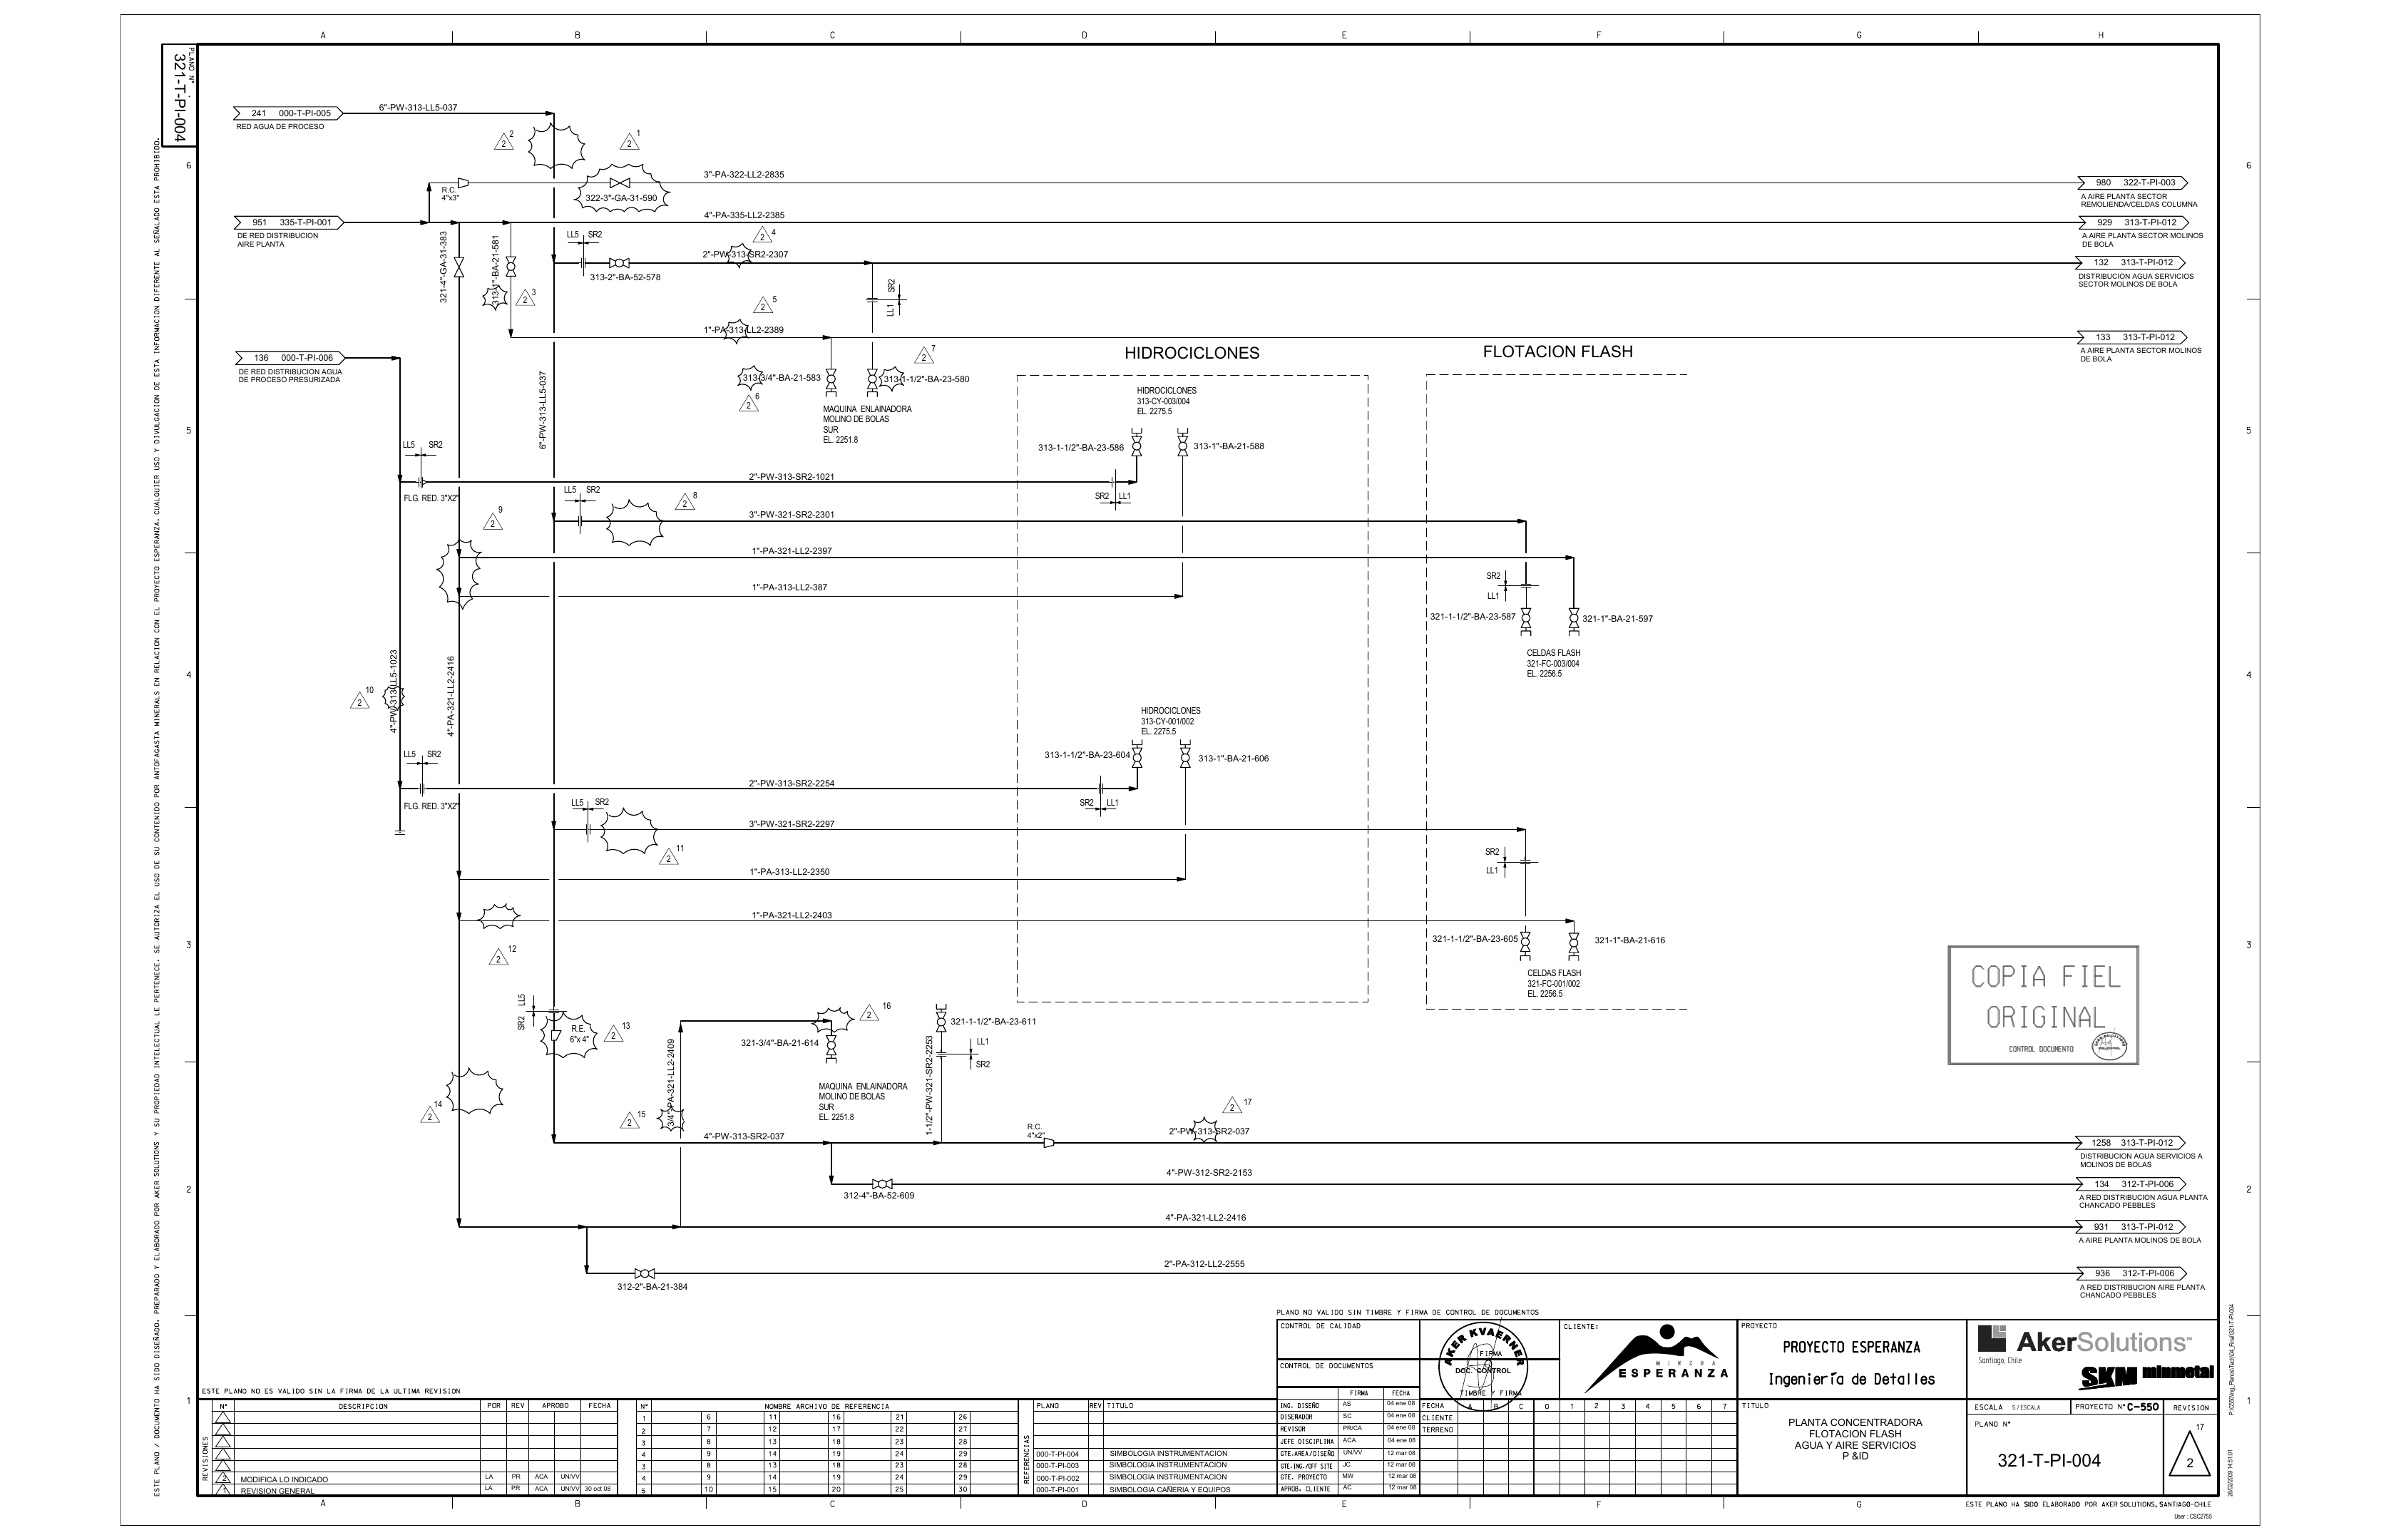 A B C D E F G H
PLANO N°
321-T-PI-004
6 5 4 3 2 1
ESTE PLANO / DOCUMENTO HA SIDO DISEÑADO, PREPARADO Y ELABORADO POR AKER SOLUTIONS Y SU PROPIEDAD INTELECTUAL LE PERTENECE. SE AUTORIZA EL USO DE SU CONTENIDO POR ANTOFAGASTA MINERALS EN RELACION CON EL PROYECTO ESPERANZA. CUALQUIER USO Y DIVULGACION DE ESTA INFORMACION DIFERENTE AL SEÑALADO ESTA PROHIBIDO.
241 000-T-PI-005
RED AGUA DE PROCESO
6"-PW-313-LL5-037
2 2
2 1
R.C.
4"x3"
322-3"-GA-31-590
3"-PA-322-LL2-2835
980 322-T-PI-003
A AIRE PLANTA SECTOR
REMOLIENDA/CELDAS COLUMNA
951 335-T-PI-001
DE RED DISTRIBUCION
AIRE PLANTA
4"-PA-335-LL2-2385
929 313-T-PI-012
A AIRE PLANTA SECTOR MOLINOS
DE BOLA
321-4"-GA-31-383
313-1"-BA-21-581
2 3
LL5 SR2
313-2"-BA-52-578
2"-PW-313-SR2-2307
2 4
132 313-T-PI-012
DISTRIBUCION AGUA SERVICIOS
SECTOR MOLINOS DE BOLA
SR2
LL1
2 5
1"-PA-313-LL2-2389
133 313-T-PI-012
A AIRE PLANTA SECTOR MOLINOS
DE BOLA
136 000-T-PI-006
DE RED DISTRIBUCION AGUA
DE PROCESO PRESURIZADA
2 7
313-3/4"-BA-21-583
313-1-1/2"-BA-23-580
2 6
MAQUINA ENLAINADORA
MOLINO DE BOLAS
SUR
EL. 2251.8
6"-PW-313-LL5-037
HIDROCICLONES
FLOTACION FLASH
HIDROCICLONES
313-CY-003/004
EL. 2275.5
313-1-1/2"-BA-23-586
313-1"-BA-21-588
LL5 SR2
FLG. RED. 3"X2"
2"-PW-313-SR2-1021
SR2 LL1
LL5 SR2
2 8
3"-PW-321-SR2-2301
2 9
1"-PA-321-LL2-2397
1"-PA-313-LL2-387
SR2
LL1
321-1-1/2"-BA-23-587
321-1"-BA-21-597
CELDAS FLASH
321-FC-003/004
EL. 2256.5
2 10
4"-PW-313-LL5-1023
4"-PA-321-LL2-2416
HIDROCICLONES
313-CY-001/002
EL. 2275.5
313-1-1/2"-BA-23-604
313-1"-BA-21-606
LL5 SR2
FLG. RED. 3"X2"
2"-PW-313-SR2-2254
SR2 LL1
LL5 SR2
3"-PW-321-SR2-2297
2 11
SR2
LL1
1"-PA-313-LL2-2350
1"-PA-321-LL2-2403
2 12
321-1-1/2"-BA-23-605
321-1"-BA-21-616
CELDAS FLASH
321-FC-001/002
EL. 2256.5
COPIA FIEL
ORIGINAL
CONTROL DOCUMENTO
LL5
SR2
R.E.
6"x 4"
2 13
2 16
321-3/4"-BA-21-614
321-1-1/2"-BA-23-611
LL1
SR2
1-1/2"-PW-321-SR2-2253
3/4"-PA-321-LL2-2409
MAQUINA ENLAINADORA
MOLINO DE BOLAS
SUR
EL. 2251.8
2 14
2 15
2 17
4"-PW-313-SR2-037
R.C.
4"x2"
2"-PW-313-SR2-037
1258 313-T-PI-012
DISTRIBUCION AGUA SERVICIOS A
MOLINOS DE BOLAS
312-4"-BA-52-609
4"-PW-312-SR2-2153
134 312-T-PI-006
A RED DISTRIBUCION AGUA PLANTA
CHANCADO PEBBLES
4"-PA-321-LL2-2416
931 313-T-PI-012
A AIRE PLANTA MOLINOS DE BOLA
312-2"-BA-21-384
2"-PA-312-LL2-2555
936 312-T-PI-006
A RED DISTRIBUCION AIRE PLANTA
CHANCADO PEBBLES
PLANO NO VALIDO SIN TIMBRE Y FIRMA DE CONTROL DE DOCUMENTOS
CONTROL DE CALIDAD
CONTROL DE DOCUMENTOS
AKER KVAERNER
FIRMA
DOC. CONTROL
TIMBRE Y FIRMA
CLIENTE:
MINERA
ESPERANZA
PROYECTO
PROYECTO ESPERANZA
Ingeniería de Detalles
AkerSolutions™
Santiago, Chile
SKM minmetal
ESTE PLANO NO ES VALIDO SIN LA FIRMA DE LA ULTIMA REVISION
REVISIONES
N° DESCRIPCION POR REV APROBO FECHA
2 MODIFICA LO INDICADO LA PR ACA UN/VV
1 REVISION GENERAL LA PR ACA UN/VV 30 oct 08
N° NOMBRE ARCHIVO DE REFERENCIA
1 6 11 16 21 26
2 7 12 17 22 27
3 8 13 18 23 28
4 9 14 19 24 29
3 8 13 18 23 28
4 9 14 19 24 29
5 10 15 20 25 30
REFERENCIAS
PLANO REV TITULO
000-T-PI-004 SIMBOLOGIA INSTRUMENTACION
000-T-PI-003 SIMBOLOGIA INSTRUMENTACION
000-T-PI-002 SIMBOLOGIA INSTRUMENTACION
000-T-PI-001 SIMBOLOGIA CAÑERIA Y EQUIPOS
FIRMA FECHA
ING. DISEÑO AS 04 ene 08
DISEÑADOR SC 04 ene 08
REVISOR PR/CA 04 ene 08
JEFE DISCIPLINA ACA 04 ene 08
GTE.AREA/DISEÑO UN/VV 12 mar 08
GTE.ING./OFF SITE JC 12 mar 08
GTE. PROYECTO MW 12 mar 08
APROB. CLIENTE AC 12 mar 08
FECHA A B C 0 1 2 3 4 5 6 7
CLIENTE
TERRENO
TITULO
PLANTA CONCENTRADORA
FLOTACION FLASH
AGUA Y AIRE SERVICIOS
P &ID
ESCALA S/ESCALA
PROYECTO N° C-550
REVISION
PLANO N°
321-T-PI-004
17
2
A B C D E F G H
ESTE PLANO HA SIDO ELABORADO POR AKER SOLUTIONS, SANTIAGO-CHILE
User : CSC2755
26/02/2009 14:51:01